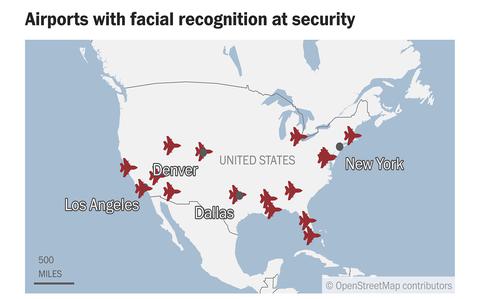 Airports with facial recognition at security
UNITED STATES
Denver
New York
Los Angeles
Dallas
500
MILES
© OpenStreetMap contributors